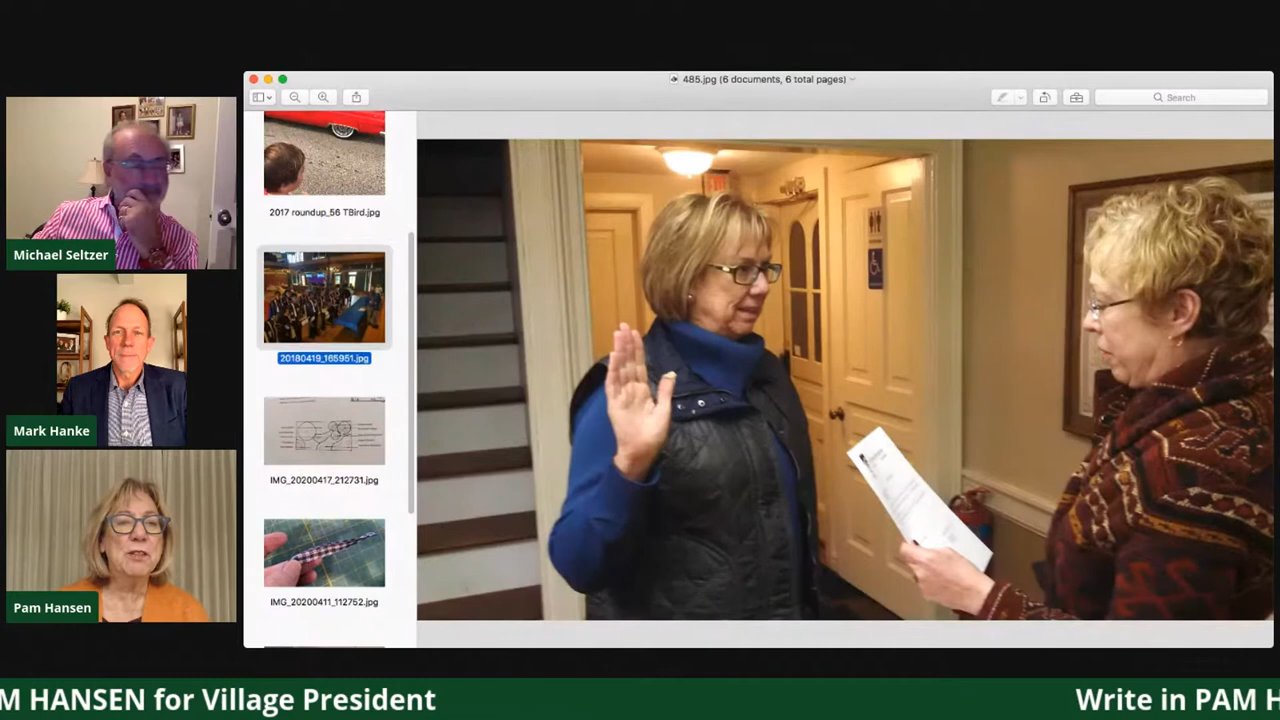 485.jpg (6 documents, 6 total pages)
Search
2017 roundup_56 TBird.jpg
20180419_165951.jpg
IMG_20200417_212731.jpg
IMG_20200411_112752.jpg
Michael Seltzer
Mark Hanke
Pam Hansen
M HANSEN for Village President
Write in PAM H